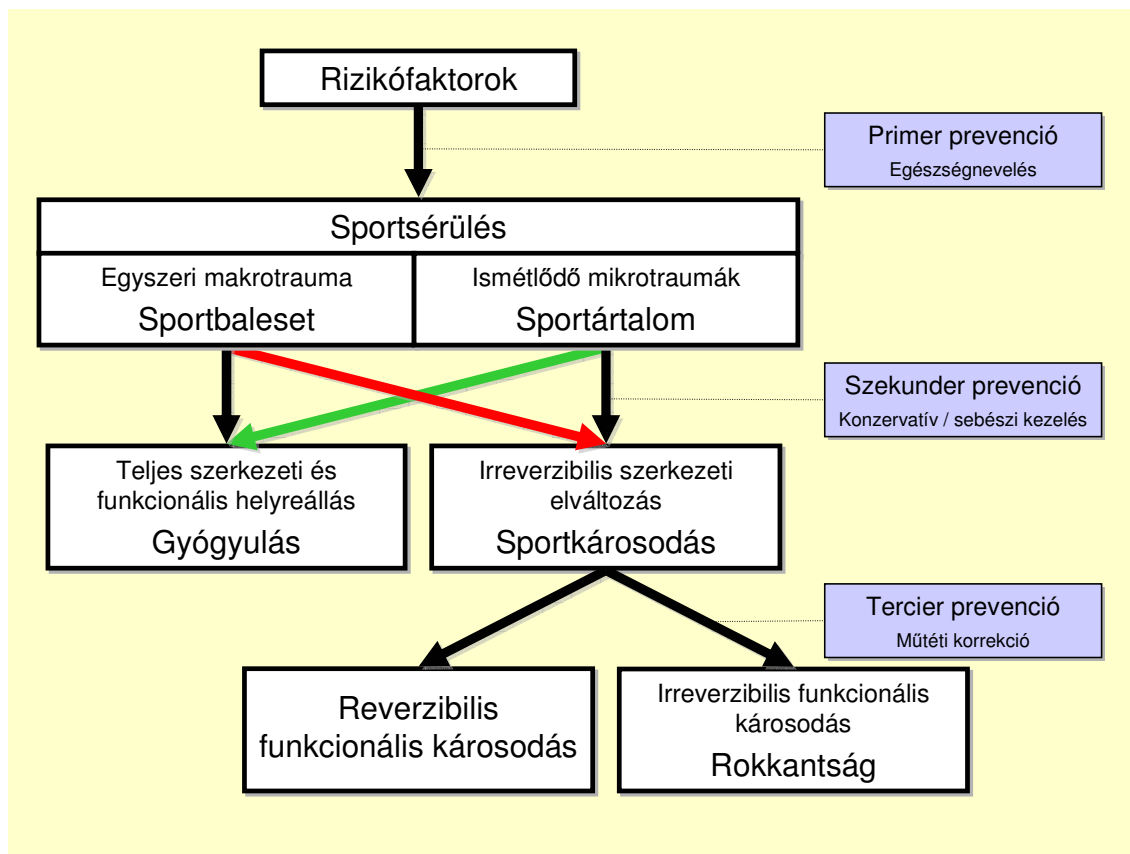 Rizikófaktorok
Primer prevenció
Egészségnevelés
Sportsérülés
Egyszeri makrotrauma
Sportbaleset
Ismétlődő mikrotraumák
Sportártalom
Szekunder prevenció
Konzervatív / sebészi kezelés
Teljes szerkezeti és
funkcionális helyreállás
Gyógyulás
Irreverzibilis szerkezeti
elváltozás
Sportkárosodás
Tercier prevenció
Műtéti korrekció
Reverzibilis
funkcionális károsodás
Irreverzibilis funkcionális
károsodás
Rokkantság